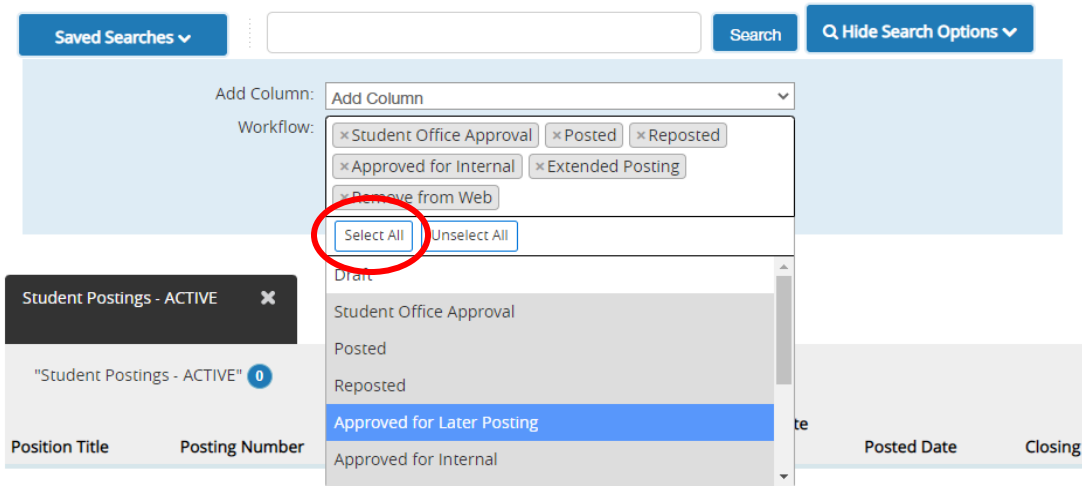 Saved Searches
Search
Hide Search Options
Add Column: Add Column
Workflow: ×Student Office Approval ×Posted ×Reposted
×Approved for Internal ×Extended Posting
×Remove from Web
Select All Unselect All
Draft
Student Postings - ACTIVE ✖
Student Office Approval
Posted
"Student Postings - ACTIVE" 0
Reposted
Approved for Later Posting
te
Position Title Posting Number Posted Date Closing
Approved for Internal